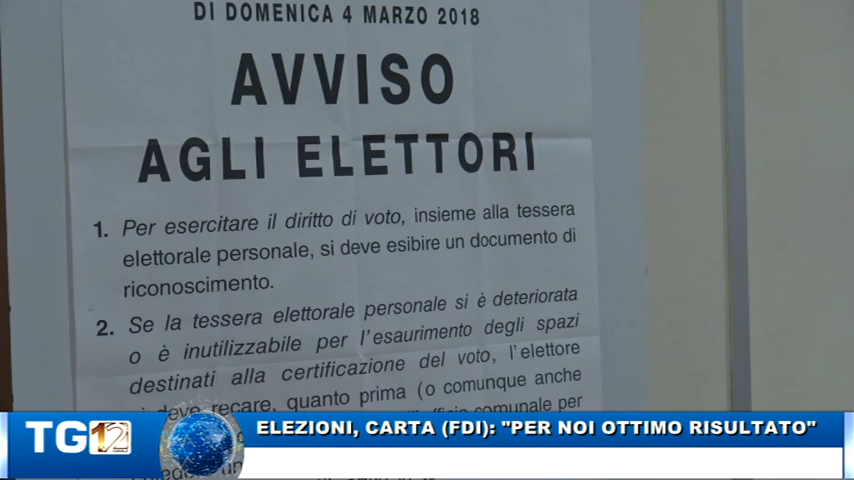 DI DOMENICA 4 MARZO 2018
AVVISO
AGLI ELETTORI
1. Per esercitare il diritto di voto, insieme alla tessera
elettorale personale, si deve esibire un documento di
riconoscimento.
2. Se la tessera elettorale personale si è deteriorata
o è inutilizzabile per l'esaurimento degli spazi
destinati alla certificazione del voto, l'elettore
deve recare, quanto prima (o comunque anche
comunale per
TG12
ELEZIONI, CARTA (FDI): "PER NOI OTTIMO RISULTATO"